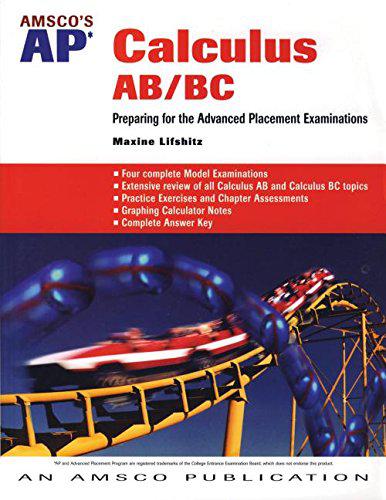 AMSCO'S
AP*
Calculus
AB/BC
Preparing for the Advanced Placement Examinations
Maxine Lifshitz
▪ Four complete Model Examinations
▪ Extensive review of all Calculus AB and Calculus BC topics
▪ Practice Exercises and Chapter Assessments
▪ Graphing Calculator Notes
▪ Complete Answer Key
*AP and Advanced Placement Program are registered trademarks of the College Entrance Examination Board, which does not endorse this product.
AN AMSCO PUBLICATION